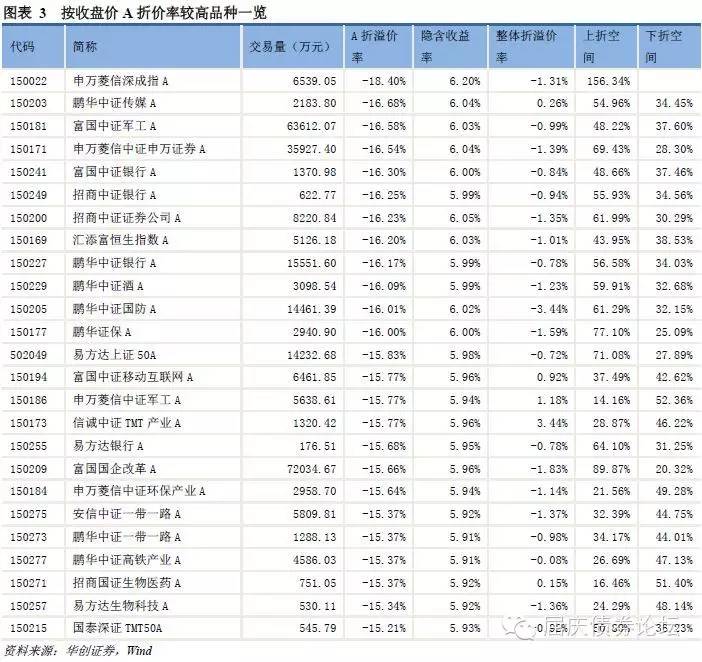 图表 3 按收盘价 A 折价率较高品种一览
代码 简称 交易量（万元） A 折溢价率 隐含收益率 整体折溢价率 上折空间 下折空间
150022 申万菱信深成指 A 6539.05 -18.40% 6.20% -1.31% 156.34%
150203 鹏华中证传媒 A 2183.80 -16.68% 6.04% 0.26% 54.96% 34.45%
150181 富国中证军工 A 63612.07 -16.58% 6.03% -0.99% 48.22% 37.60%
150171 申万菱信中证申万证券 A 35927.40 -16.54% 6.04% -1.39% 69.43% 28.30%
150241 富国中证银行 A 1370.98 -16.30% 6.00% -0.84% 48.66% 37.46%
150249 招商中证银行 A 622.77 -16.25% 5.99% -0.94% 55.93% 34.56%
150200 招商中证证券公司 A 8220.84 -16.23% 6.05% -1.35% 61.99% 30.29%
150169 汇添富恒生指数 A 5126.18 -16.20% 6.03% -1.01% 43.95% 38.53%
150227 鹏华中证银行 A 15551.60 -16.17% 5.99% -0.78% 56.58% 34.03%
150229 鹏华中证酒 A 3098.54 -16.09% 5.99% -1.23% 59.91% 32.68%
150205 鹏华中证国防 A 14461.39 -16.01% 6.02% -3.44% 61.29% 32.15%
150177 鹏华证保 A 2940.90 -16.00% 6.00% -1.59% 77.10% 25.09%
502049 易方达上证 50A 14232.68 -15.83% 5.98% -0.72% 71.08% 27.89%
150194 富国中证移动互联网 A 6461.85 -15.77% 5.96% 0.92% 37.49% 42.62%
150186 申万菱信中证军工 A 5638.61 -15.77% 5.94% 1.18% 14.16% 52.36%
150173 信诚中证 TMT 产业 A 1320.42 -15.77% 5.96% 3.44% 28.87% 46.22%
150255 易方达银行 A 176.51 -15.68% 5.95% -0.78% 64.10% 31.25%
150209 富国国企改革 A 72034.67 -15.66% 5.96% -1.83% 89.87% 20.32%
150184 申万菱信中证环保产业 A 2958.70 -15.64% 5.94% -1.14% 21.56% 49.28%
150275 安信中证一带一路 A 5809.81 -15.37% 5.92% -1.37% 32.39% 44.75%
150273 鹏华中证一带一路 A 1288.13 -15.37% 5.91% -0.98% 34.17% 44.01%
150277 鹏华中证高铁产业 A 4586.03 -15.37% 5.91% -0.08% 26.69% 47.13%
150271 招商国证生物医药 A 751.05 -15.37% 5.92% 0.15% 16.46% 51.40%
150257 易方达生物科技 A 530.11 -15.34% 5.92% -1.36% 24.29% 48.14%
150215 国泰深证 TMT50A 545.79 -15.21% 5.93%
屈庆债券论坛
资料来源：华创证券，Wind